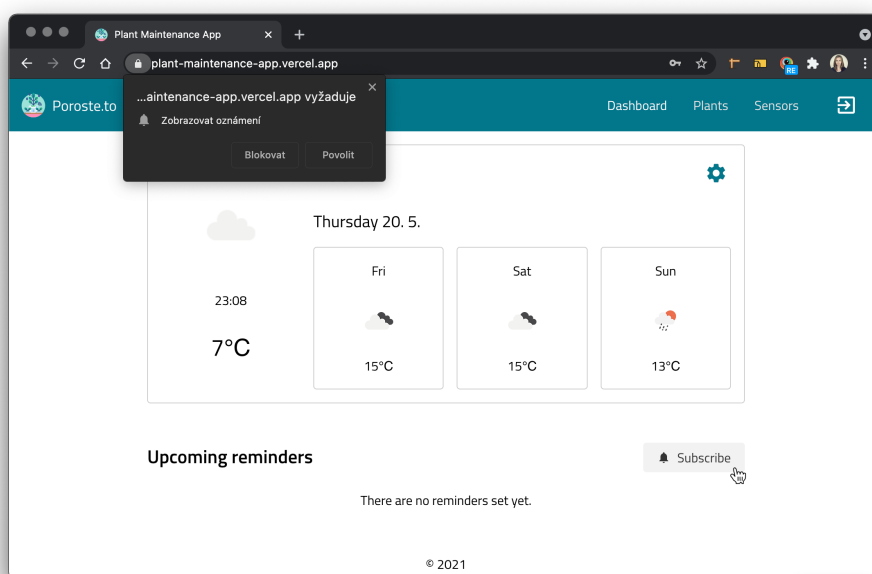 Plant Maintenance App
plant-maintenance-app.vercel.app
RE
Poroste.to
Dashboard
Plants
Sensors
...aintenance-app.vercel.app vyžaduje
Zobrazovat oznámení
Blokovat
Povolit
Thursday 20. 5.
23:08
7°C
Fri
15°C
Sat
15°C
Sun
13°C
Upcoming reminders
Subscribe
There are no reminders set yet.
© 2021